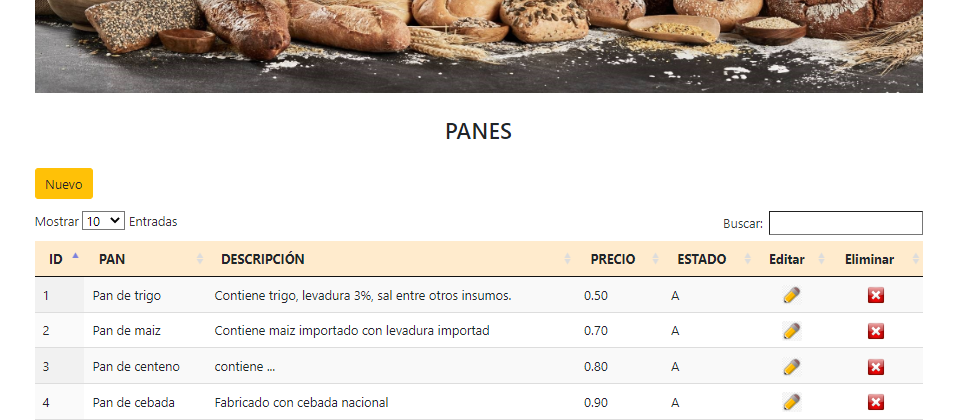 PANES
Nuevo
Mostrar 10 Entradas
Buscar:
ID PAN DESCRIPCIÓN PRECIO ESTADO Editar Eliminar
1 Pan de trigo Contiene trigo, levadura 3%, sal entre otros insumos. 0.50 A
2 Pan de maiz Contiene maiz importado con levadura importad 0.70 A
3 Pan de centeno contiene ... 0.80 A
4 Pan de cebada Fabricado con cebada nacional 0.90 A